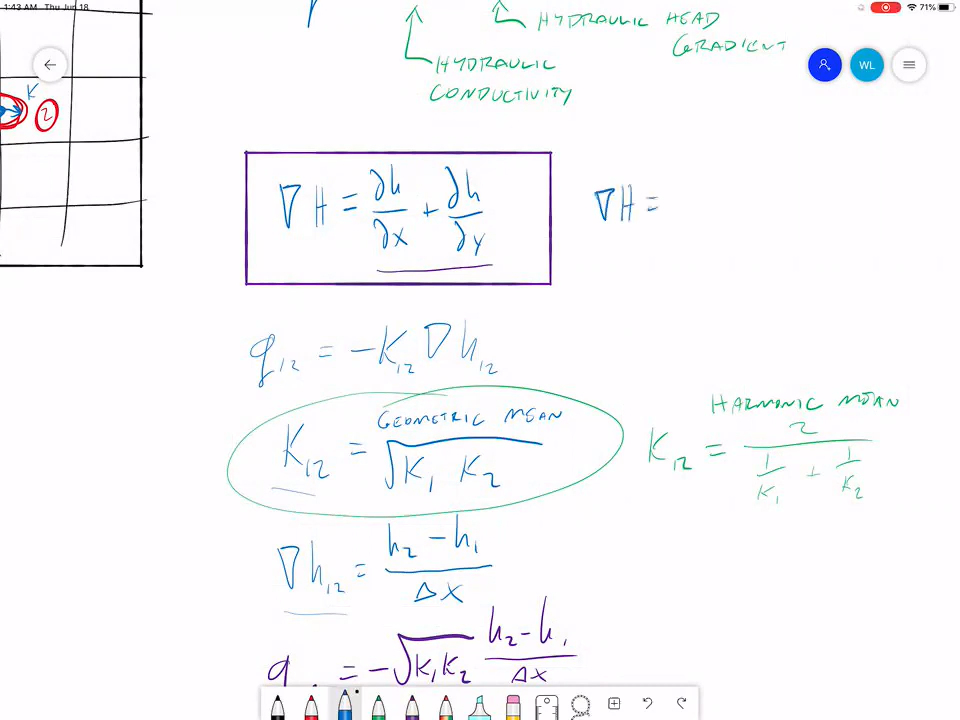 1:43 AM Thu Jun 18
71%
WL
HYDRAULIC HEAD
GRADIENT
HYDRAULIC
CONDUCTIVITY
K
2
∇H = ∂h/∂x + ∂h/∂y
∇H =
q₁₂ = -K₁₂ ∇h₁₂
GEOMETRIC MEAN
K₁₂ = √K₁ K₂
HARMONIC MEAN
K₁₂ = 2/(1/K₁ + 1/K₂)
∇h₁₂ = (h₂ - h₁)/Δx
q = -√K₁K₂ (h₂ - h₁)/Δx